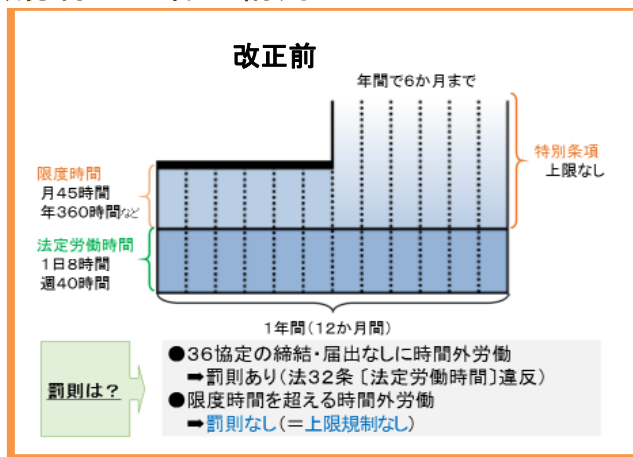 改正前
年間で6か月まで
特別条項
上限なし
限度時間
月45時間
年360時間など
法定労働時間
1日8時間
週40時間
1年間(12か月間)
罰則は?
●36協定の締結・届出なしに時間外労働
➡罰則あり(法32条〔法定労働時間〕違反)
●限度時間を超える時間外労働
➡罰則なし(=上限規制なし)